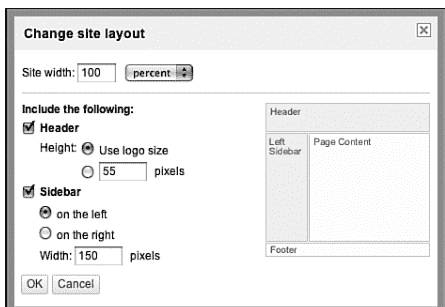 Change site layout
Site width: 100 percent
Include the following:
Header
Height: Use logo size
55 pixels
Sidebar
on the left
on the right
Width: 150 pixels
OK Cancel
Header
Left Sidebar
Page Content
Footer